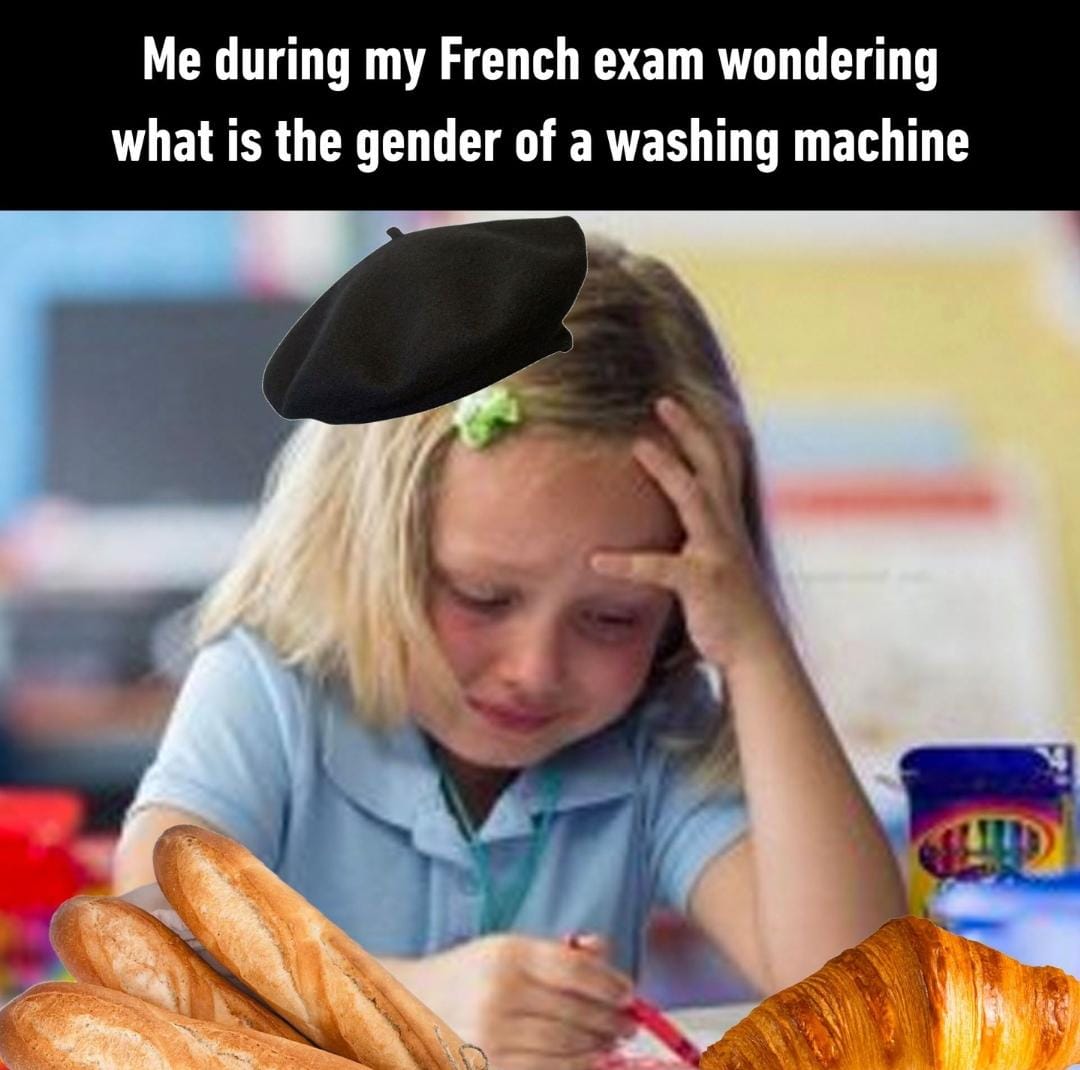 Me during my French exam wondering
what is the gender of a washing machine